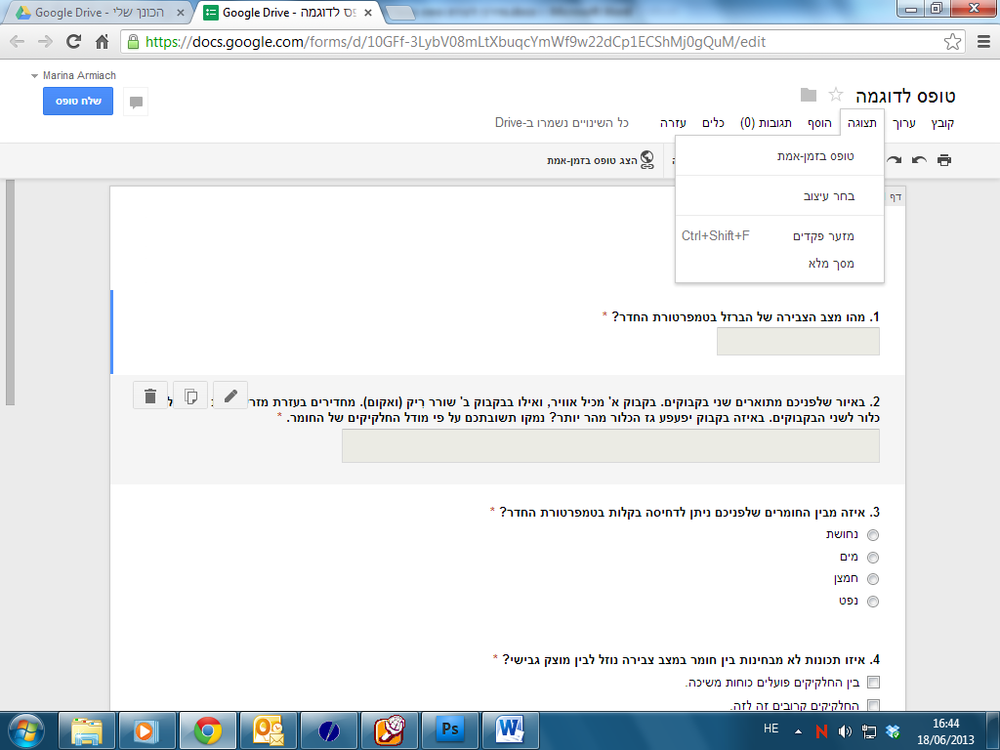 הכונן שלי - Google Drive
פס לדוגמה - Google Drive
https://docs.google.com/forms/d/10GFf-3LybV08mLtXbuqcYmWf9w22dCp1ECShMj0gQuM/edit
Marina Armiach
שלח טופס
טופס לדוגמה
קובץ ערוך תצוגה הוסף תגובות (0) כלים עזרה
כל השינויים נשמרו ב-Drive
הצג טופס בזמן-אמת
טופס בזמן-אמת
בחר עיצוב
מזער פקדים Ctrl+Shift+F
מסך מלא
דף
1. מהו מצב הצבירה של הברזל בטמפרטורת החדר? *
2. באיור שלפניכם מתוארים שני בקבוקים. בקבוק א' מכיל אוויר, ואילו בבקבוק ב' שורר ריק (ואקום). מחדירים בעזרת
כלור לשני הבקבוקים. באיזה בקבוק יפעפע גז הכלור מהר יותר? נמקו תשובתכם על פי מודל החלקיקים של החומר. *
3. איזה מבין החומרים שלפניכם ניתן לדחיסה בקלות בטמפרטורת החדר? *
נחושת
מים
חמצן
נפט
4. איזו תכונות לא מבחינות בין חומר במצב צבירה נוזל לבין מוצק גבישי? *
בין החלקיקים פועלים כוחות משיכה.
החלקיקים קרובים זה לזה.
HE
16:44
18/06/2013